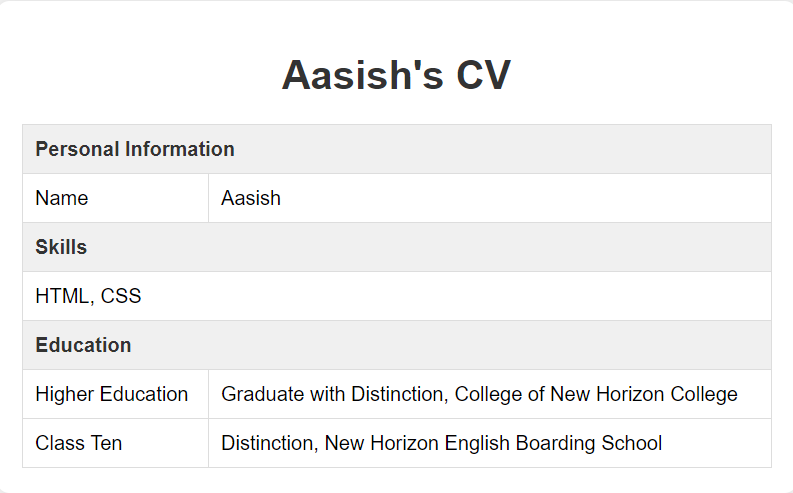 Aasish's CV
Personal Information
Name Aasish
Skills
HTML, CSS
Education
Higher Education Graduate with Distinction, College of New Horizon College
Class Ten Distinction, New Horizon English Boarding School